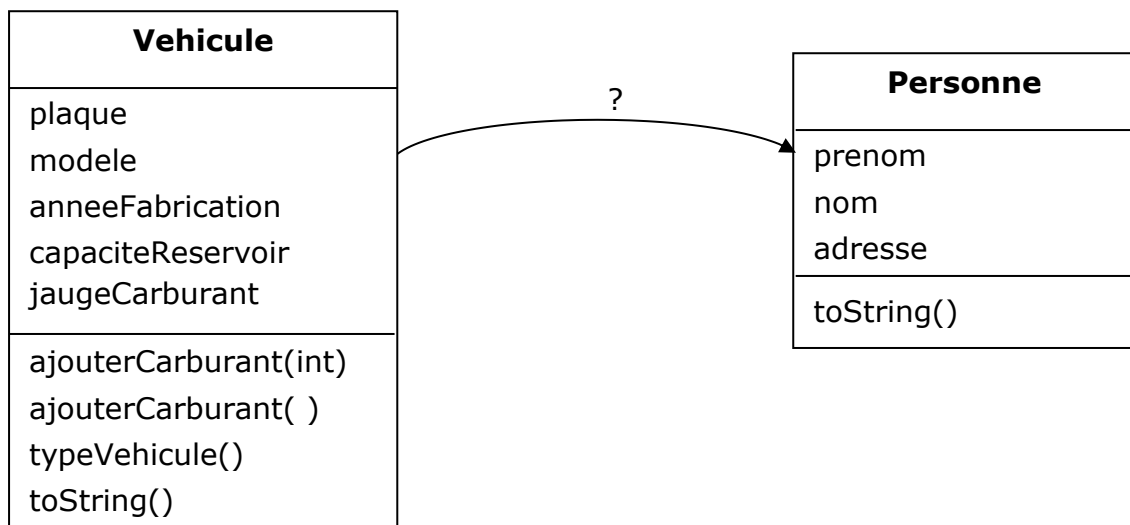 Vehicule
plaque
modele
anneeFabrication
capaciteReservoir
jaugeCarburant
ajouterCarburant(int)
ajouterCarburant( )
typeVehicule()
toString()
?
Personne
prenom
nom
adresse
toString()